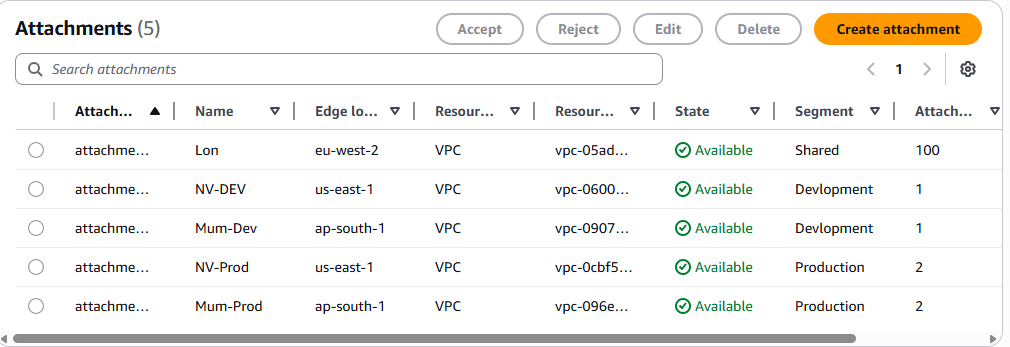 Attachments (5) Accept Reject Edit Delete Create attachment
Search attachments 1
Attach... Name Edge lo... Resour... Resour... State Segment Attach...
attachme... Lon eu-west-2 VPC vpc-05ad... Available Shared 100
attachme... NV-DEV us-east-1 VPC vpc-0600... Available Devlopment 1
attachme... Mum-Dev ap-south-1 VPC vpc-0907... Available Devlopment 1
attachme... NV-Prod us-east-1 VPC vpc-0cbf5... Available Production 2
attachme... Mum-Prod ap-south-1 VPC vpc-096e... Available Production 2